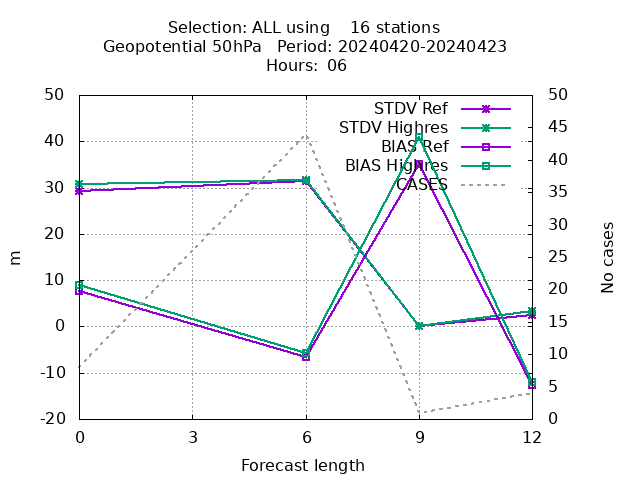 Selection: ALL using 16 stations
Geopotential 50hPa Period: 20240420-20240423
Hours: 06
STDV Ref
STDV Highres
BIAS Ref
BIAS Highres
CASES
50
40
30
20
10
0
-10
-20
m
50
45
40
35
30
25
20
15
10
5
0
No cases
0 3 6 9 12
Forecast length